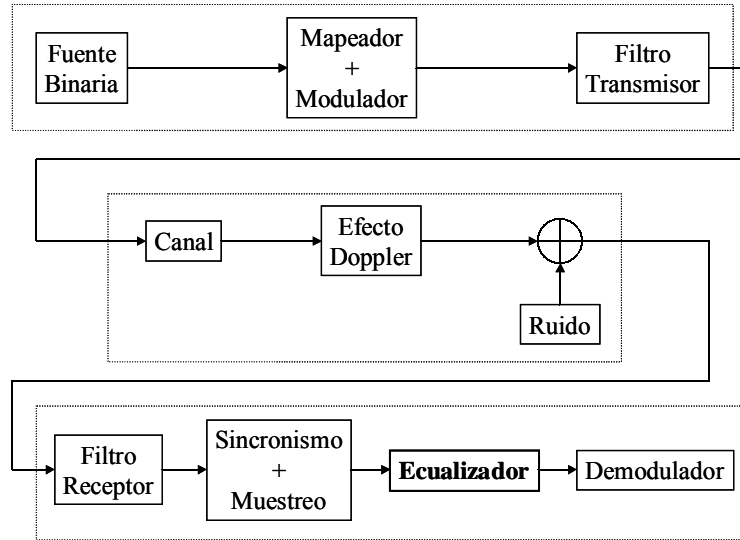 Fuente
Binaria
Mapeador
+
Modulador
Filtro
Transmisor
Canal
Efecto
Doppler
Ruido
Filtro
Receptor
Sincronismo
+
Muestreo
Ecualizador
Demodulador